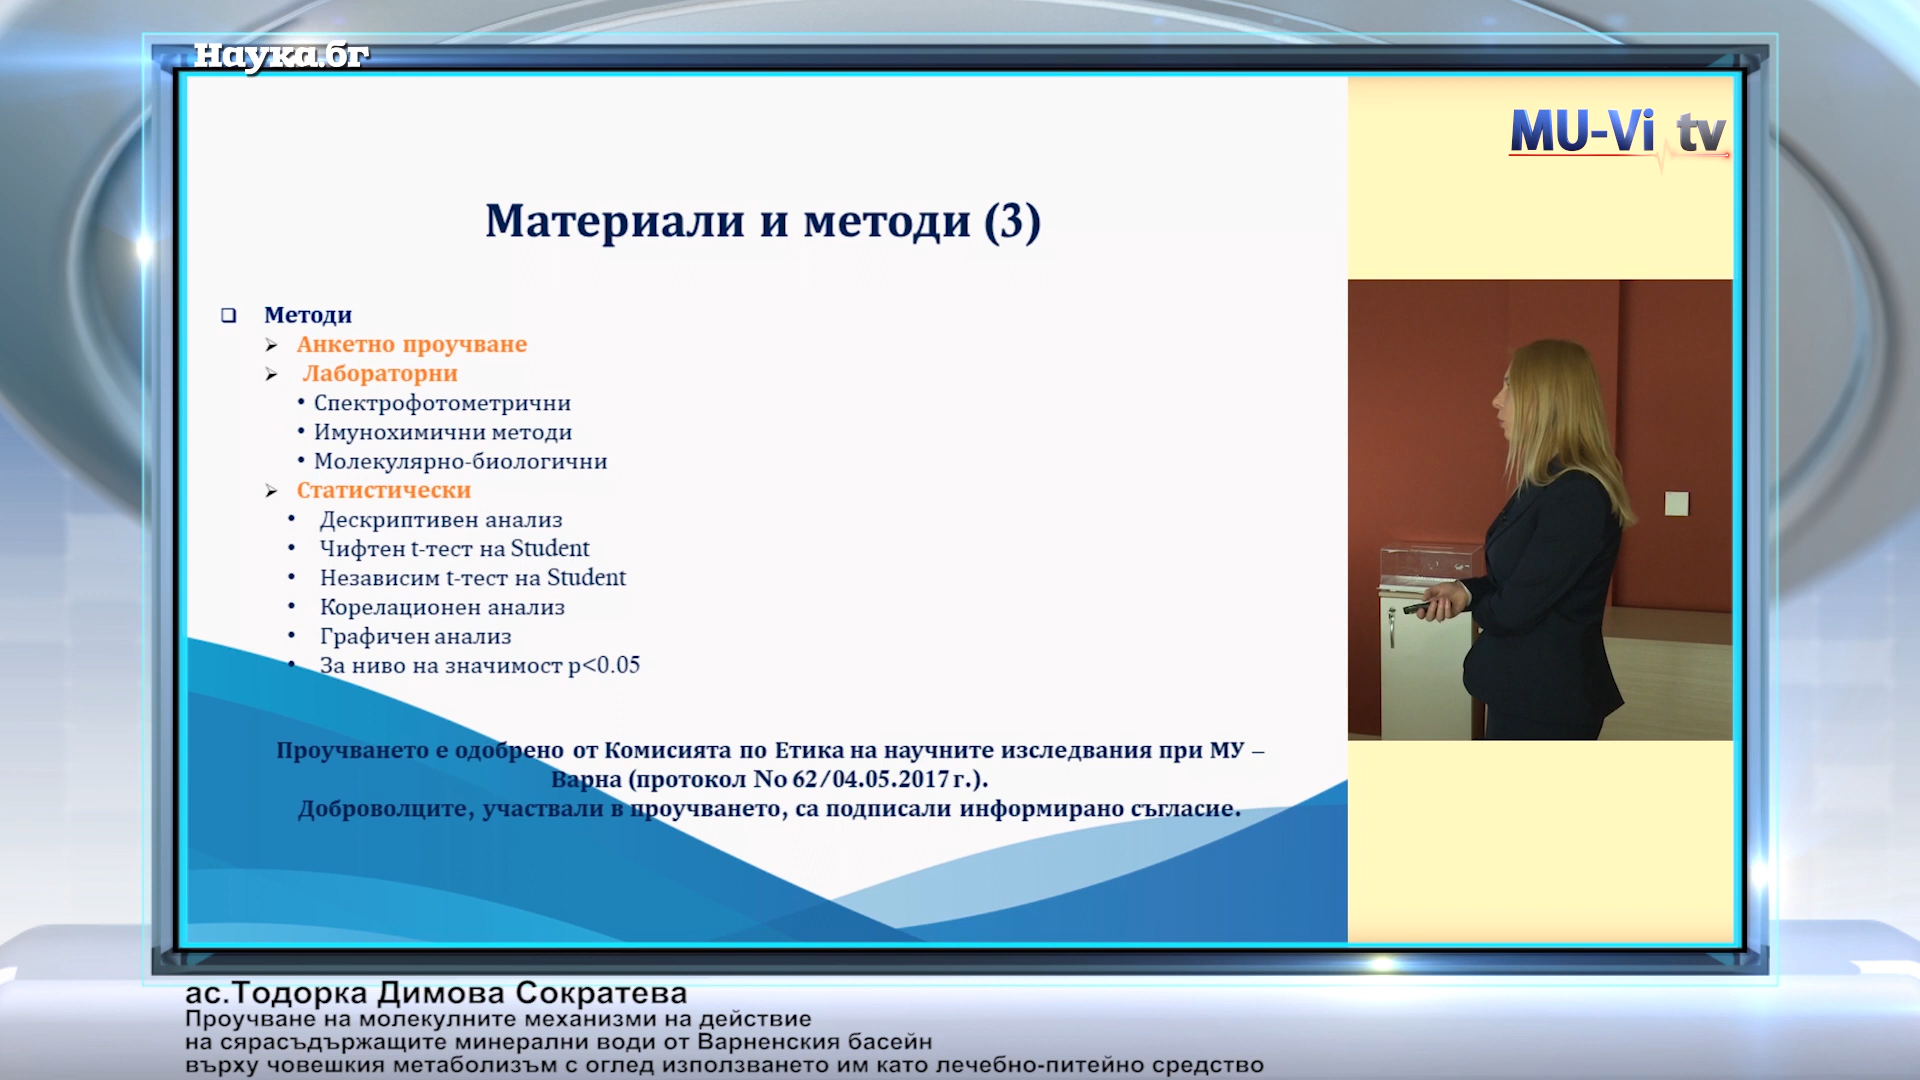 Наука.бг
MU-Vi tv
Материали и методи (3)
Методи
Анкетно проучване
Лабораторни
• Спектрофотометрични
• Имунохимични методи
• Молекулярно-биологични
Статистически
• Дескриптивен анализ
• Чифтен t-тест на Student
• Независим t-тест на Student
• Корелационен анализ
• Графичен анализ
• За ниво на значимост p<0.05
Проучването е одобрено от Комисията по Етика на научните изследвания при МУ –
Варна (протокол No 62/04.05.2017г.).
Доброволците, участвали в проучването, са подписали информирано съгласие.
ас.Тодорка Димова Сократева
Проучване на молекулните механизми на действие
на сярасъдържащите минерални води от Варненския басейн
върху човешкия метаболизъм с оглед използването им като лечебно-питейно средство